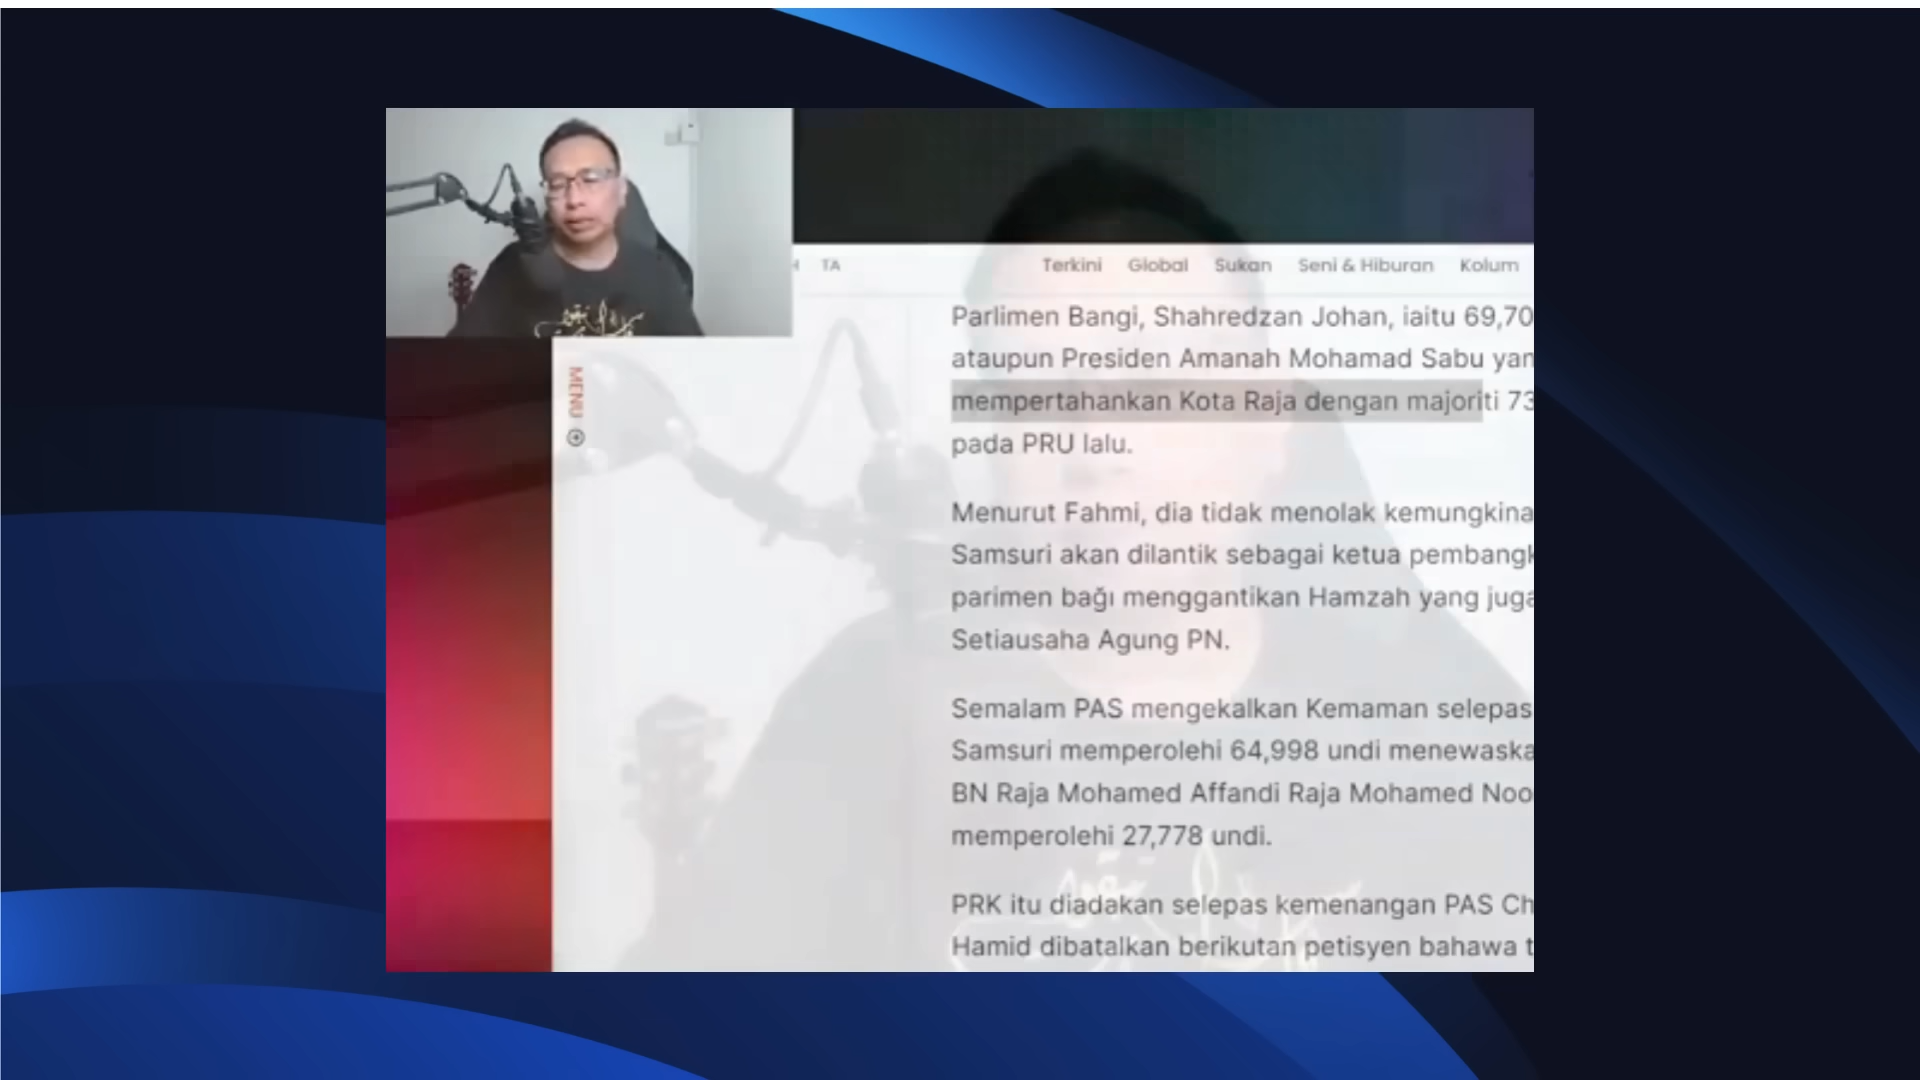 TA
Terkini Global Sukan Seni & Hiburan Kolum
MENU
Parlimen Bangi, Shahredzan Johan, iaitu 69,70
ataupun Presiden Amanah Mohamad Sabu yan
mempertahankan Kota Raja dengan majoriti 73
pada PRU lalu.
Menurut Fahmi, dia tidak menolak kemungkina
Samsuri akan dilantik sebagai ketua pembangk
parimen bağı menggantikan Hamzah yang juga
Setiausaha Agung PN.
Semalam PAS mengekalkan Kemaman selepas
Samsuri memperolehi 64,998 undi menewaska
BN Raja Mohamed Affandi Raja Mohamed Noo
memperolehi 27,778 undi.
PRK itu diadakan selepas kemenangan PAS Ch
Hamid dibatalkan berikutan petisyen bahawa t